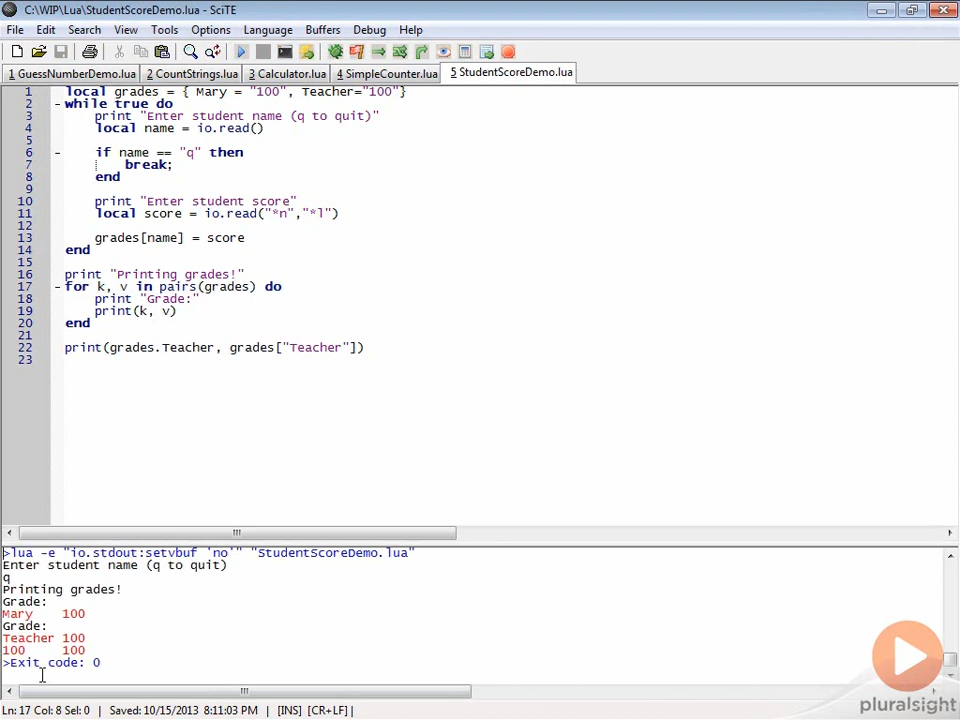 C:\WIP\Lua\StudentScoreDemo.lua - SciTE
File Edit Search View Tools Options Language Buffers Debug Help
1 GuessNumberDemo.lua 2 CountStrings.lua 3 Calculator.lua 4 SimpleCounter.lua 5 StudentScoreDemo.lua
1 local grades = { Mary = "100", Teacher="100"}
2 while true do
3 print "Enter student name (q to quit)"
4 local name = io.read()
5
6 if name == "q" then
7 break;
8 end
9
10 print "Enter student score"
11 local score = io.read("*n","*l")
12
13 grades[name] = score
14 end
15
16 print "Printing grades!"
17 for k, v in pairs(grades) do
18 print "Grade:"
19 print(k, v)
20 end
21
22 print(grades.Teacher, grades["Teacher"])
23
>lua -e "io.stdout:setvbuf 'no'" "StudentScoreDemo.lua"
Enter student name (q to quit)
q
Printing grades!
Grade:
Mary 100
Grade:
Teacher 100
100 100
>Exit code: 0
pluralsight
Ln:17 Col:8 Sel:0 | Saved: 10/15/2013 8:11:03 PM | [INS] [CR+LF] |